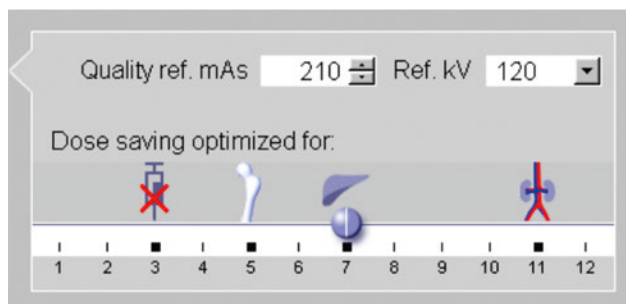 Quality ref. mAs 210 Ref. kV 120
Dose saving optimized for:
1 2 3 4 5 6 7 8 9 10 11 12